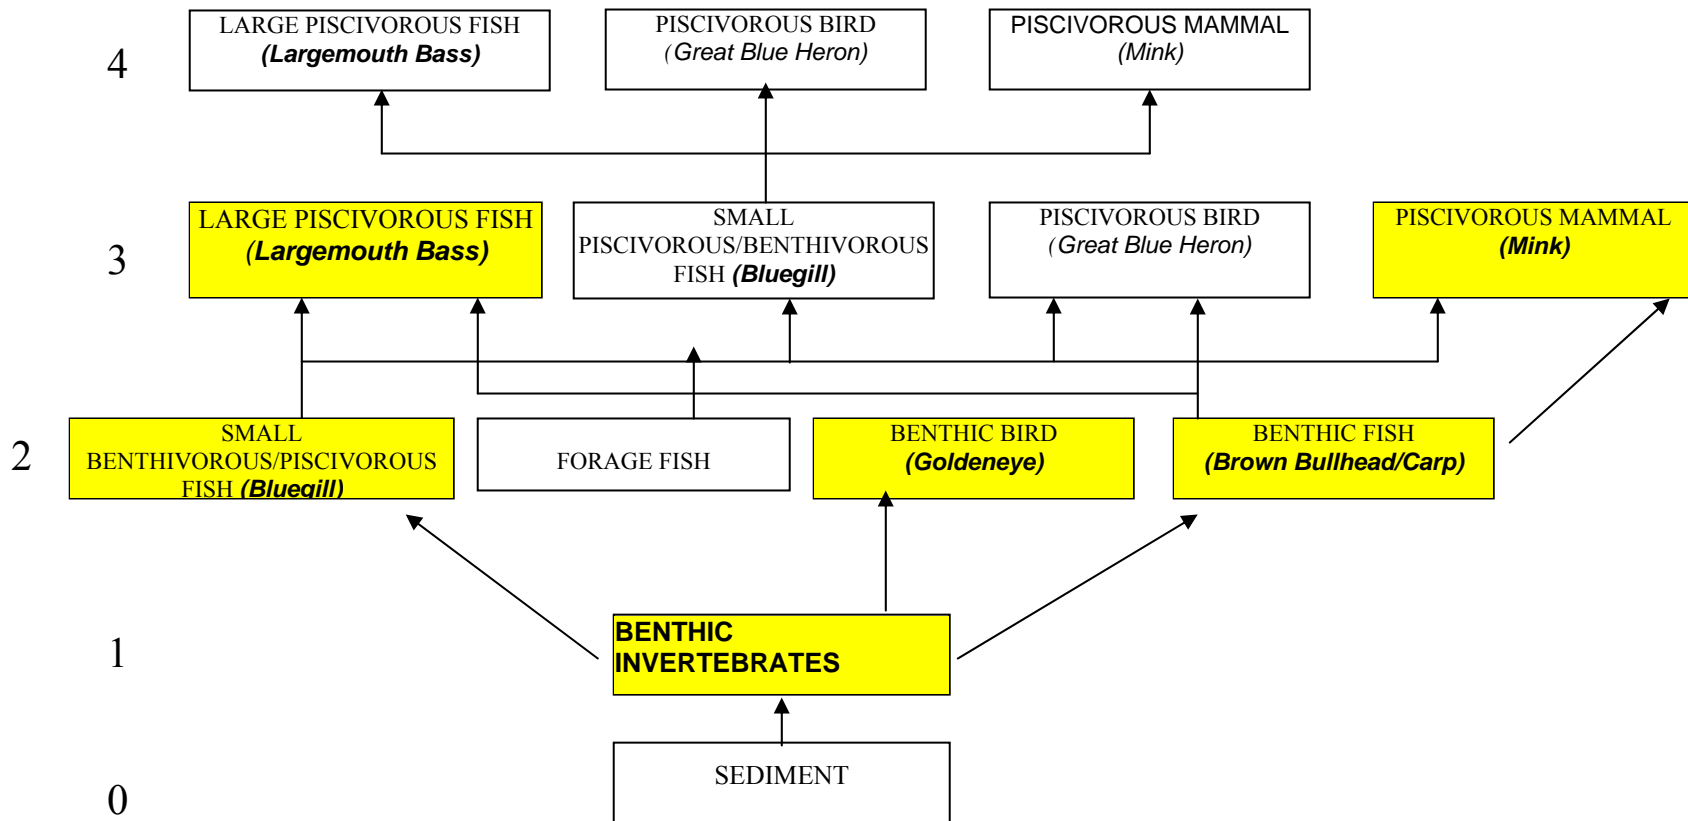 4
LARGE PISCIVOROUS FISH
(Largemouth Bass)
PISCIVOROUS BIRD
(Great Blue Heron)
PISCIVOROUS MAMMAL
(Mink)
3
LARGE PISCIVOROUS FISH
(Largemouth Bass)
SMALL
PISCIVOROUS/BENTHIVOROUS
FISH (Bluegill)
PISCIVOROUS BIRD
(Great Blue Heron)
PISCIVOROUS MAMMAL
(Mink)
2
SMALL
BENTHIVOROUS/PISCIVOROUS
FISH (Bluegill)
FORAGE FISH
BENTHIC BIRD
(Goldeneye)
BENTHIC FISH
(Brown Bullhead/Carp)
1
BENTHIC
INVERTEBRATES
0
SEDIMENT